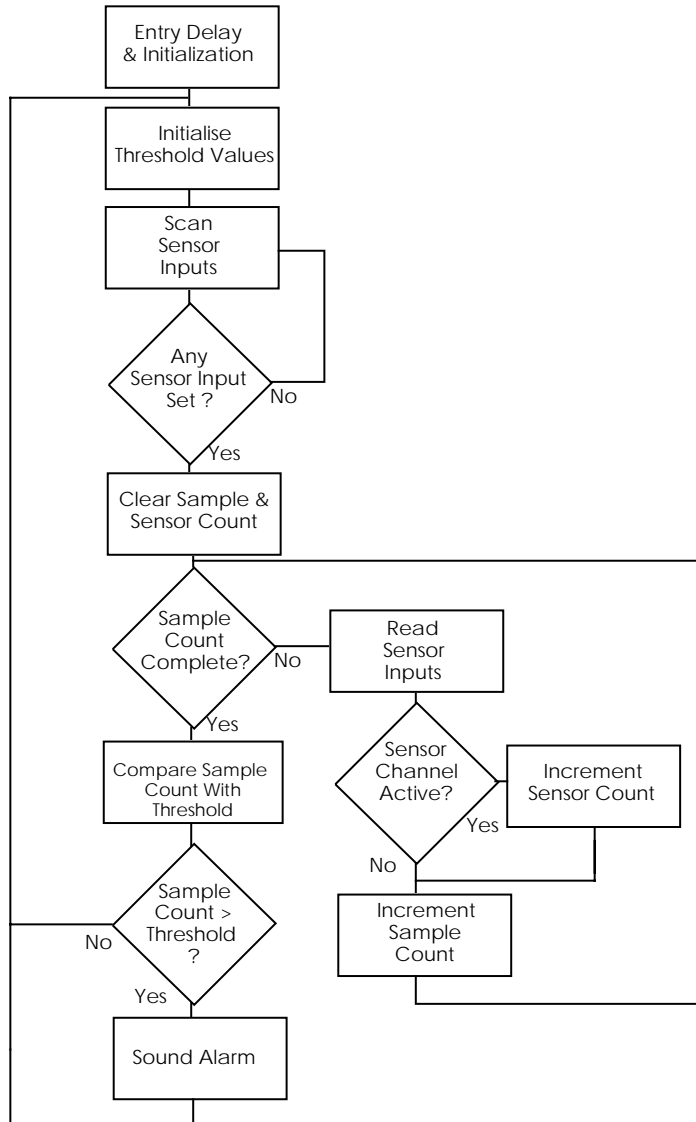 Entry Delay
& Initialization
Initialise
Threshold Values
Scan
Sensor
Inputs
Any
Sensor Input
Set ?
No
Yes
Clear Sample &
Sensor Count
Sample
Count
Complete?
No
Yes
Read
Sensor
Inputs
Sensor
Channel
Active?
Yes
No
Increment
Sensor Count
Increment
Sample
Count
Compare Sample
Count With
Threshold
Sample
Count >
Threshold
?
No
Yes
Sound Alarm